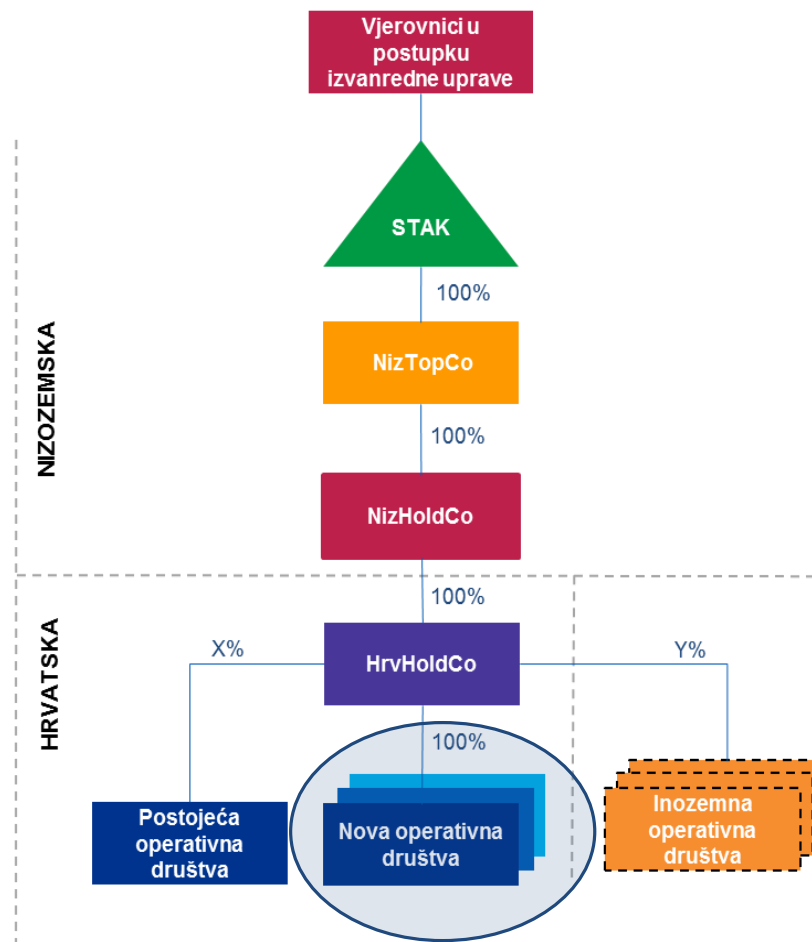 Vjerovnici u
postupku
izvanredne uprave
STAK
100%
NIZOZEMSKA
NizTopCo
100%
NizHoldCo
100%
HRVATSKA
X%
HrvHoldCo
Y%
100%
Postojeća
operativna
društva
Nova operativna
društva
Inozemna
operativna
društva